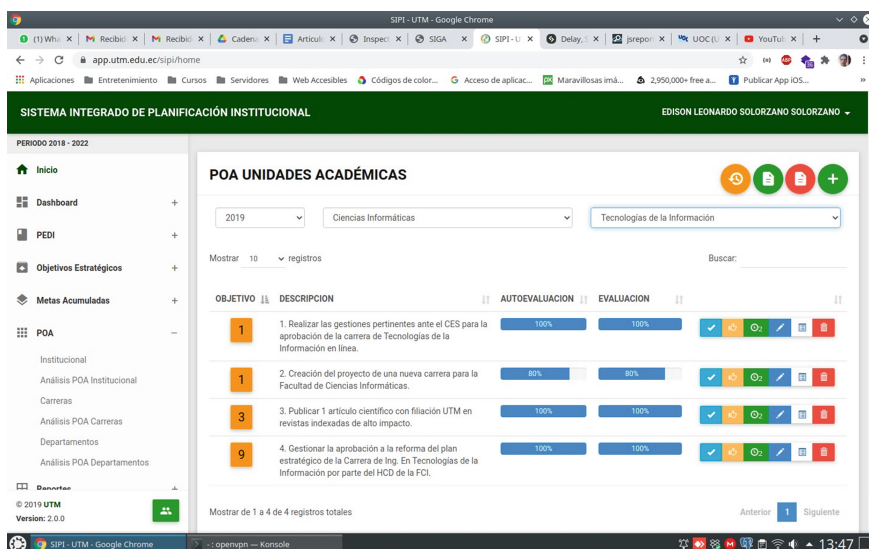 SIPI - UTM - Google Chrome
(1) Wha
Recibid
Recibid
Cadena
Articul
Inspec
SIGA
SIPI - U
Delay,
jsrepor
UOC (U
YouTub
app.utm.edu.ec/sipi/home
Aplicaciones
Entretenimiento
Cursos
Servidores
Web Accesibles
Códigos de color...
Acceso de aplicac...
Maravillosas imá...
2,950,000+ free a...
Publicar App iOS...
SISTEMA INTEGRADO DE PLANIFICACIÓN INSTITUCIONAL
EDISON LEONARDO SOLORZANO SOLORZANO
PERIODO 2018 - 2022
Inicio
Dashboard +
PEDI +
Objetivos Estratégicos +
Metas Acumuladas +
POA −
Institucional
Análisis POA Institucional
Carreras
Análisis POA Carreras
Departamentos
Análisis POA Departamentos
Reportes
© 2019 UTM
Version: 2.0.0
POA UNIDADES ACADÉMICAS
2019
Ciencias Informáticas
Tecnologías de la Información
Mostrar 10 registros
Buscar:
OBJETIVO DESCRIPCION AUTOEVALUACION EVALUACION
1
1. Realizar las gestiones pertinentes ante el CES para la
aprobación de la carrera de Tecnologías de la
Información en línea.
100% 100%
2
1
2. Creación del proyecto de una nueva carrera para la
Facultad de Ciencias Informáticas.
80% 80%
2
3
3. Publicar 1 artículo científico con filiación UTM en
revistas indexadas de alto impacto.
100% 100%
2
9
4. Gestionar la aprobación a la reforma del plan
estratégico de la Carrera de Ing. En Tecnologías de la
Información por parte del HCD de la FCI.
100% 100%
2
Mostrar de 1 a 4 de 4 registros totales
Anterior 1 Siguiente
SIPI - UTM - Google Chrome
- : openvpn — Konsole
13:47